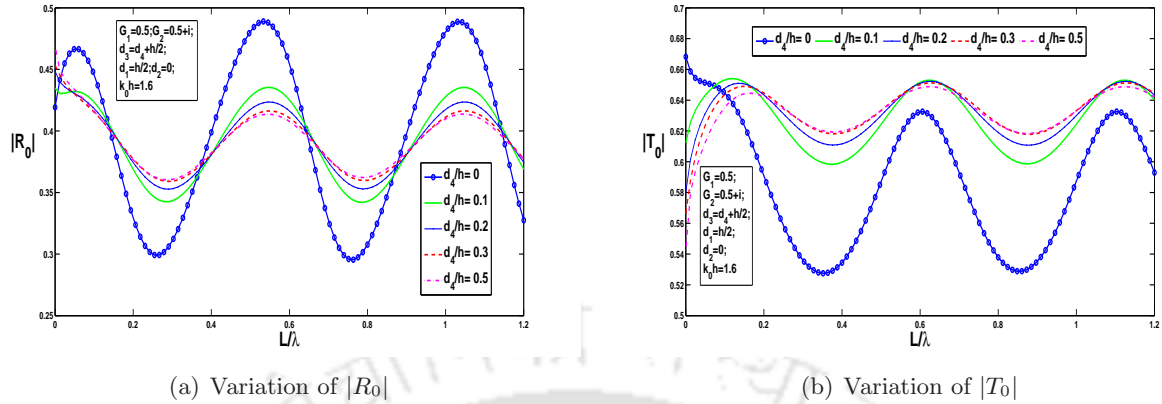 0.5
0.45
0.4
0.35
0.3
0.25
|R₀|
G₁=0.5;G₂=0.5+i;
d₃=d₄+h/2;
d₁=h/2;d₂=0;
k₀h=1.6
d₄/h= 0
d₄/h= 0.1
d₄/h= 0.2
d₄/h= 0.3
d₄/h= 0.5
0 0.2 0.4 0.6 0.8 1 1.2
L/λ
(a) Variation of |R₀|
0.7
0.68
0.66
0.64
0.62
0.6
0.58
0.56
0.54
0.52
0.5
|T₀|
d₄/h= 0 d₄/h= 0.1 d₄/h= 0.2 d₄/h= 0.3 d₄/h= 0.5
G₁=0.5;
G₂=0.5+i;
d₃=d₄+h/2;
d₁=h/2;
d₂=0;
k₀h=1.6
0 0.2 0.4 0.6 0.8 1 1.2
L/λ
(b) Variation of |T₀|